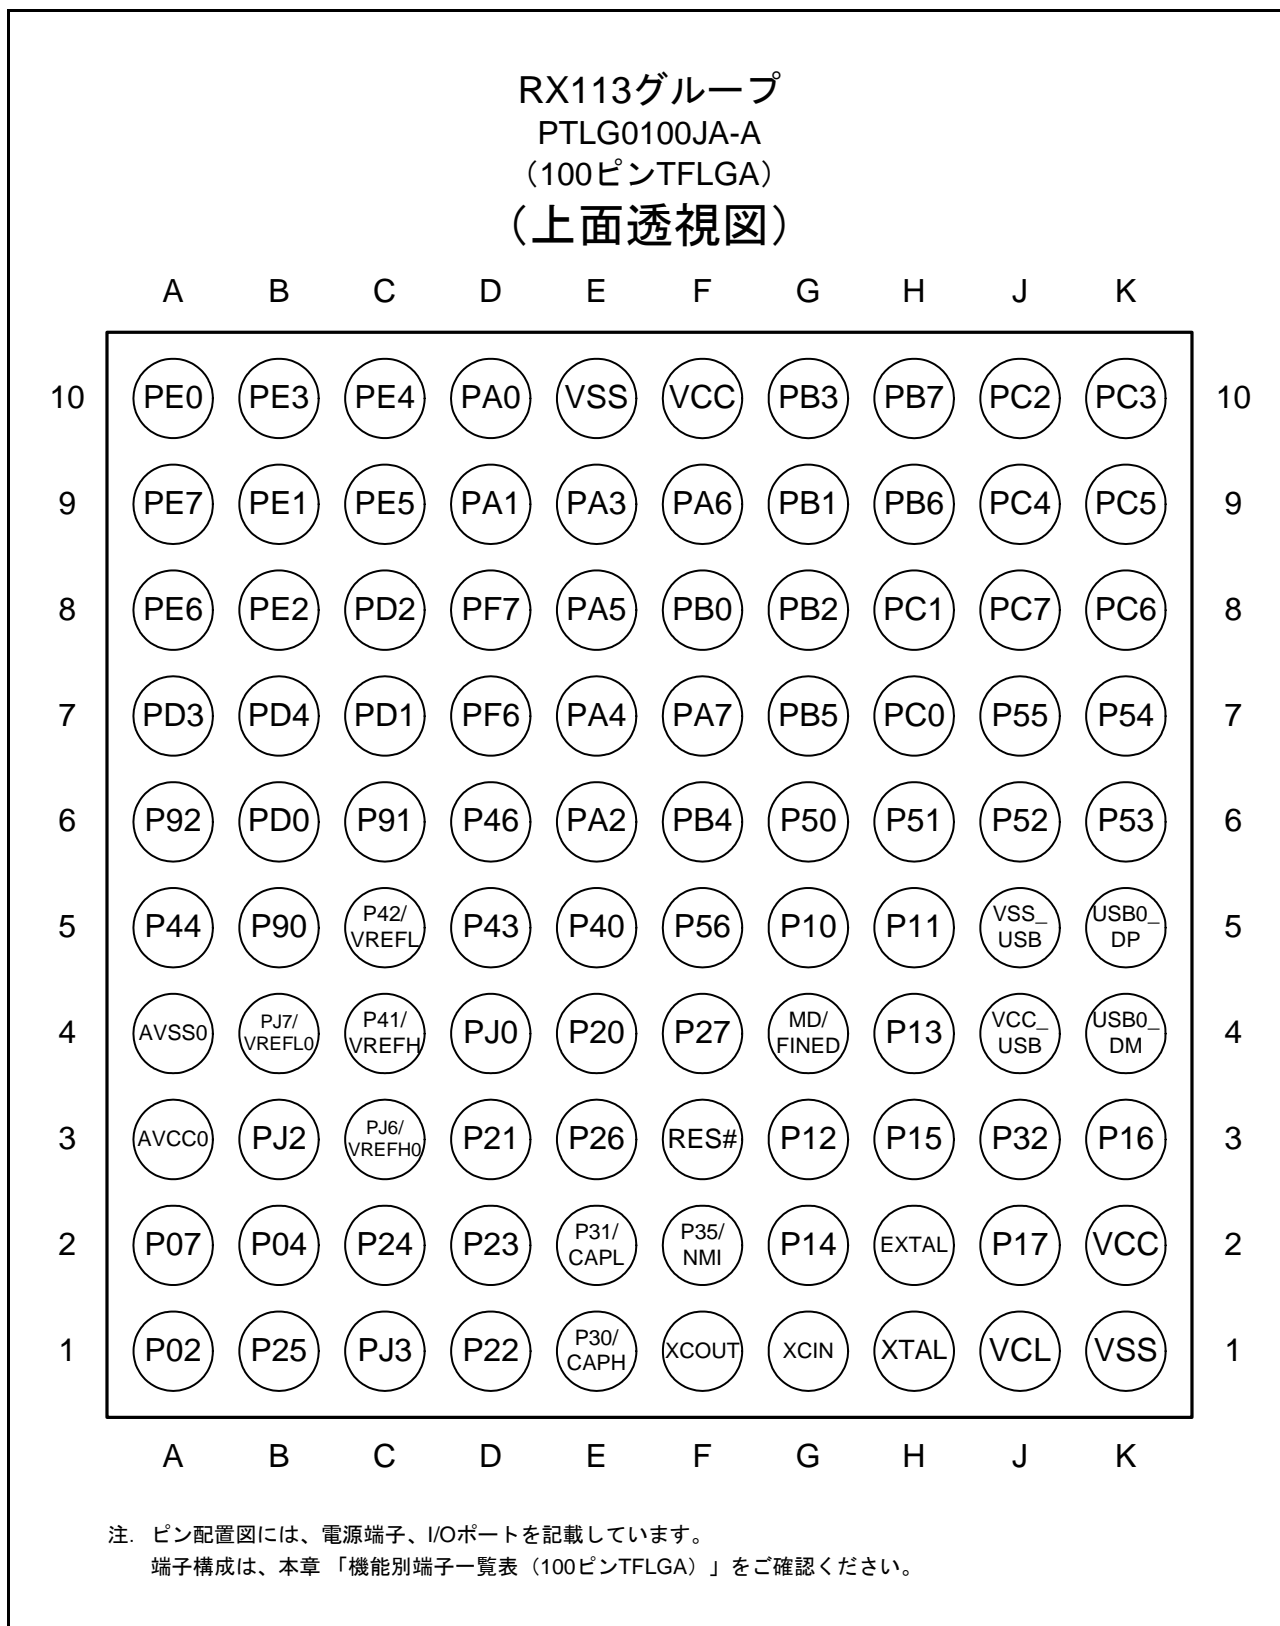 RX113グループ
PTLG0100JA-A
（100ピンTFLGA）
（上面透視図）
A B C D E F G H J K
10 PE0 PE3 PE4 PA0 VSS VCC PB3 PB7 PC2 PC3 10
9 PE7 PE1 PE5 PA1 PA3 PA6 PB1 PB6 PC4 PC5 9
8 PE6 PE2 PD2 PF7 PA5 PB0 PB2 PC1 PC7 PC6 8
7 PD3 PD4 PD1 PF6 PA4 PA7 PB5 PC0 P55 P54 7
6 P92 PD0 P91 P46 PA2 PB4 P50 P51 P52 P53 6
5 P44 P90 P42/VREFL P43 P40 P56 P10 P11 VSS_USB USB0_DP 5
4 AVSS0 PJ7/VREFL0 P41/VREFH PJ0 P20 P27 MD/FINED P13 VCC_USB USB0_DM 4
3 AVCC0 PJ2 PJ6/VREFH0 P21 P26 RES# P12 P15 P32 P16 3
2 P07 P04 P24 P23 P31/CAPL P35/NMI P14 EXTAL P17 VCC 2
1 P02 P25 PJ3 P22 P30/CAPH XCOUT XCIN XTAL VCL VSS 1
A B C D E F G H J K
注. ピン配置図には、電源端子、I/Oポートを記載しています。
端子構成は、本章 「機能別端子一覧表（100ピンTFLGA）」をご確認ください。